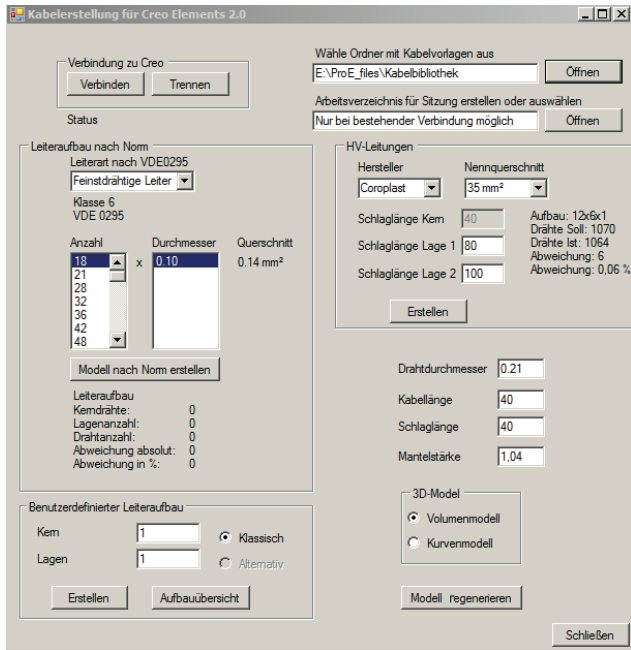 Kabelerstellung für Creo Elements 2.0
Verbindung zu Creo
Verbinden
Trennen
Status
Wähle Ordner mit Kabelvorlagen aus
E:\ProE_files\Kabelbibliothek
Öffnen
Arbeitsverzeichnis für Sitzung erstellen oder auswählen
Nur bei bestehender Verbindung möglich
Öffnen
Leiteraufbau nach Norm
Leiterart nach VDE0295
Feinstdrähtige Leiter
Klasse 6
VDE 0295
Anzahl
Durchmesser
Querschnitt
18
21
28
32
36
42
48
x
0.10
0.14 mm²
Modell nach Norm erstellen
Leiteraufbau
Kerndrähte: 0
Lagenanzahl: 0
Drahtanzahl: 0
Abweichung absolut: 0
Abweichung in %: 0
HV-Leitungen
Hersteller
Nennquerschnitt
Coroplast
35 mm²
Schlaglänge Kern 40
Schlaglänge Lage 1 80
Schlaglänge Lage 2 100
Aufbau: 12x6x1
Drähte Soll: 1070
Drähte Ist: 1064
Abweichung: 6
Abweichung: 0,06 %
Erstellen
Drahtdurchmesser 0.21
Kabellänge 40
Schlaglänge 40
Mantelstärke 1,04
3D-Model
Volumenmodell
Kurvenmodell
Benutzerdefinierter Leiteraufbau
Kern 1
Lagen 1
Klassisch
Alternativ
Erstellen
Aufbauübersicht
Modell regenerieren
Schließen